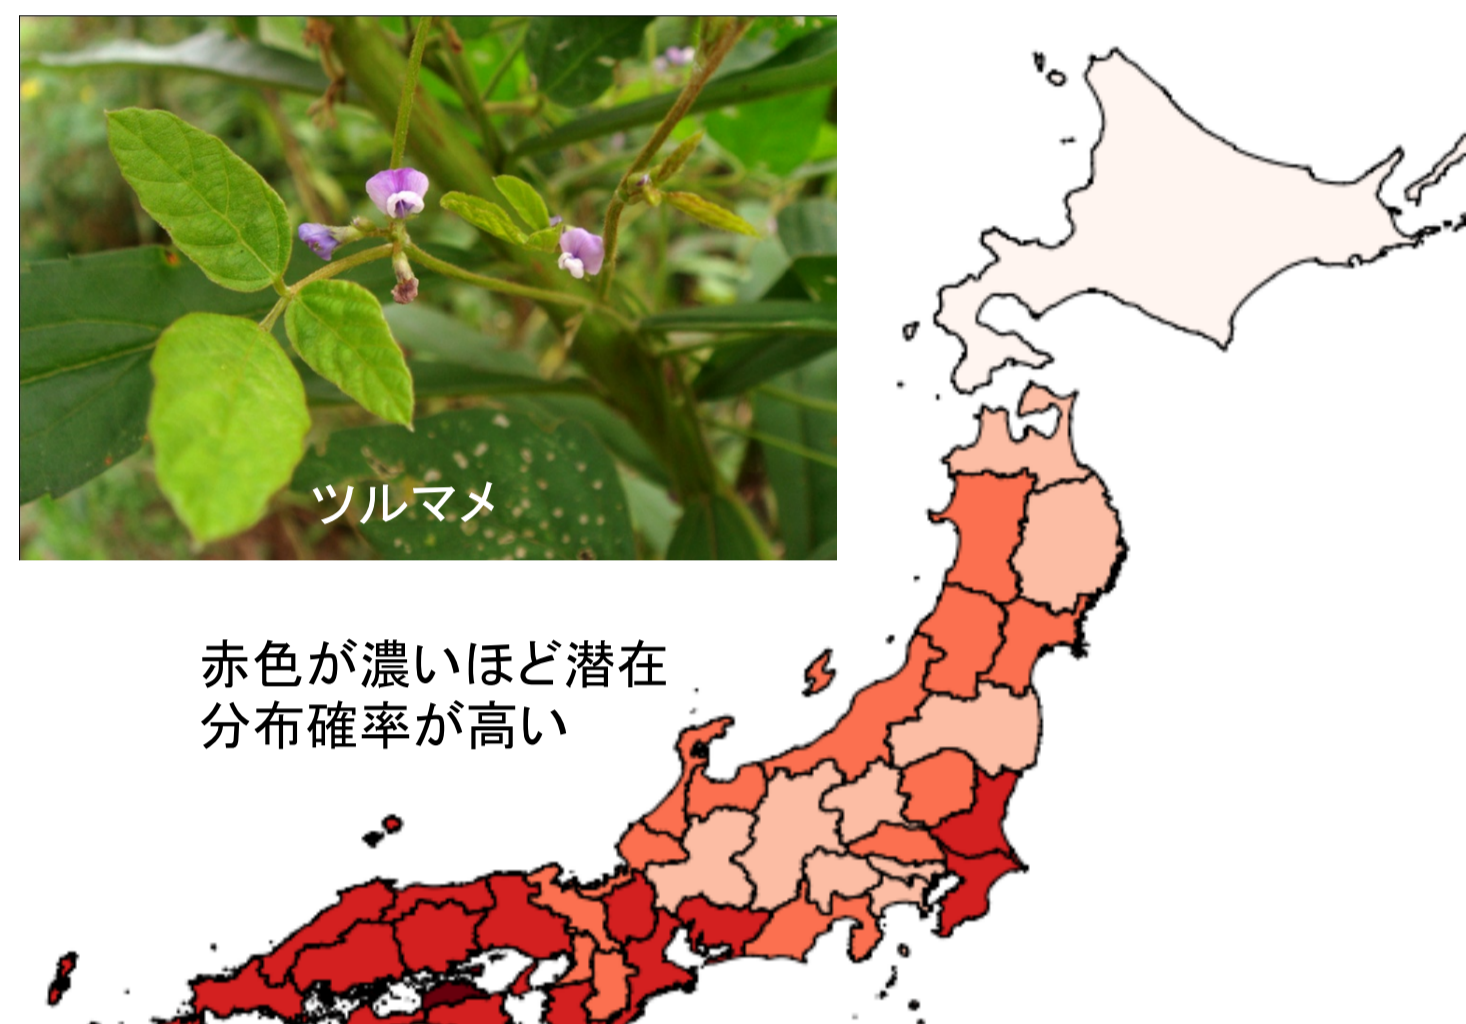 ツルマメ
赤色が濃いほど潜在
分布確率が高い